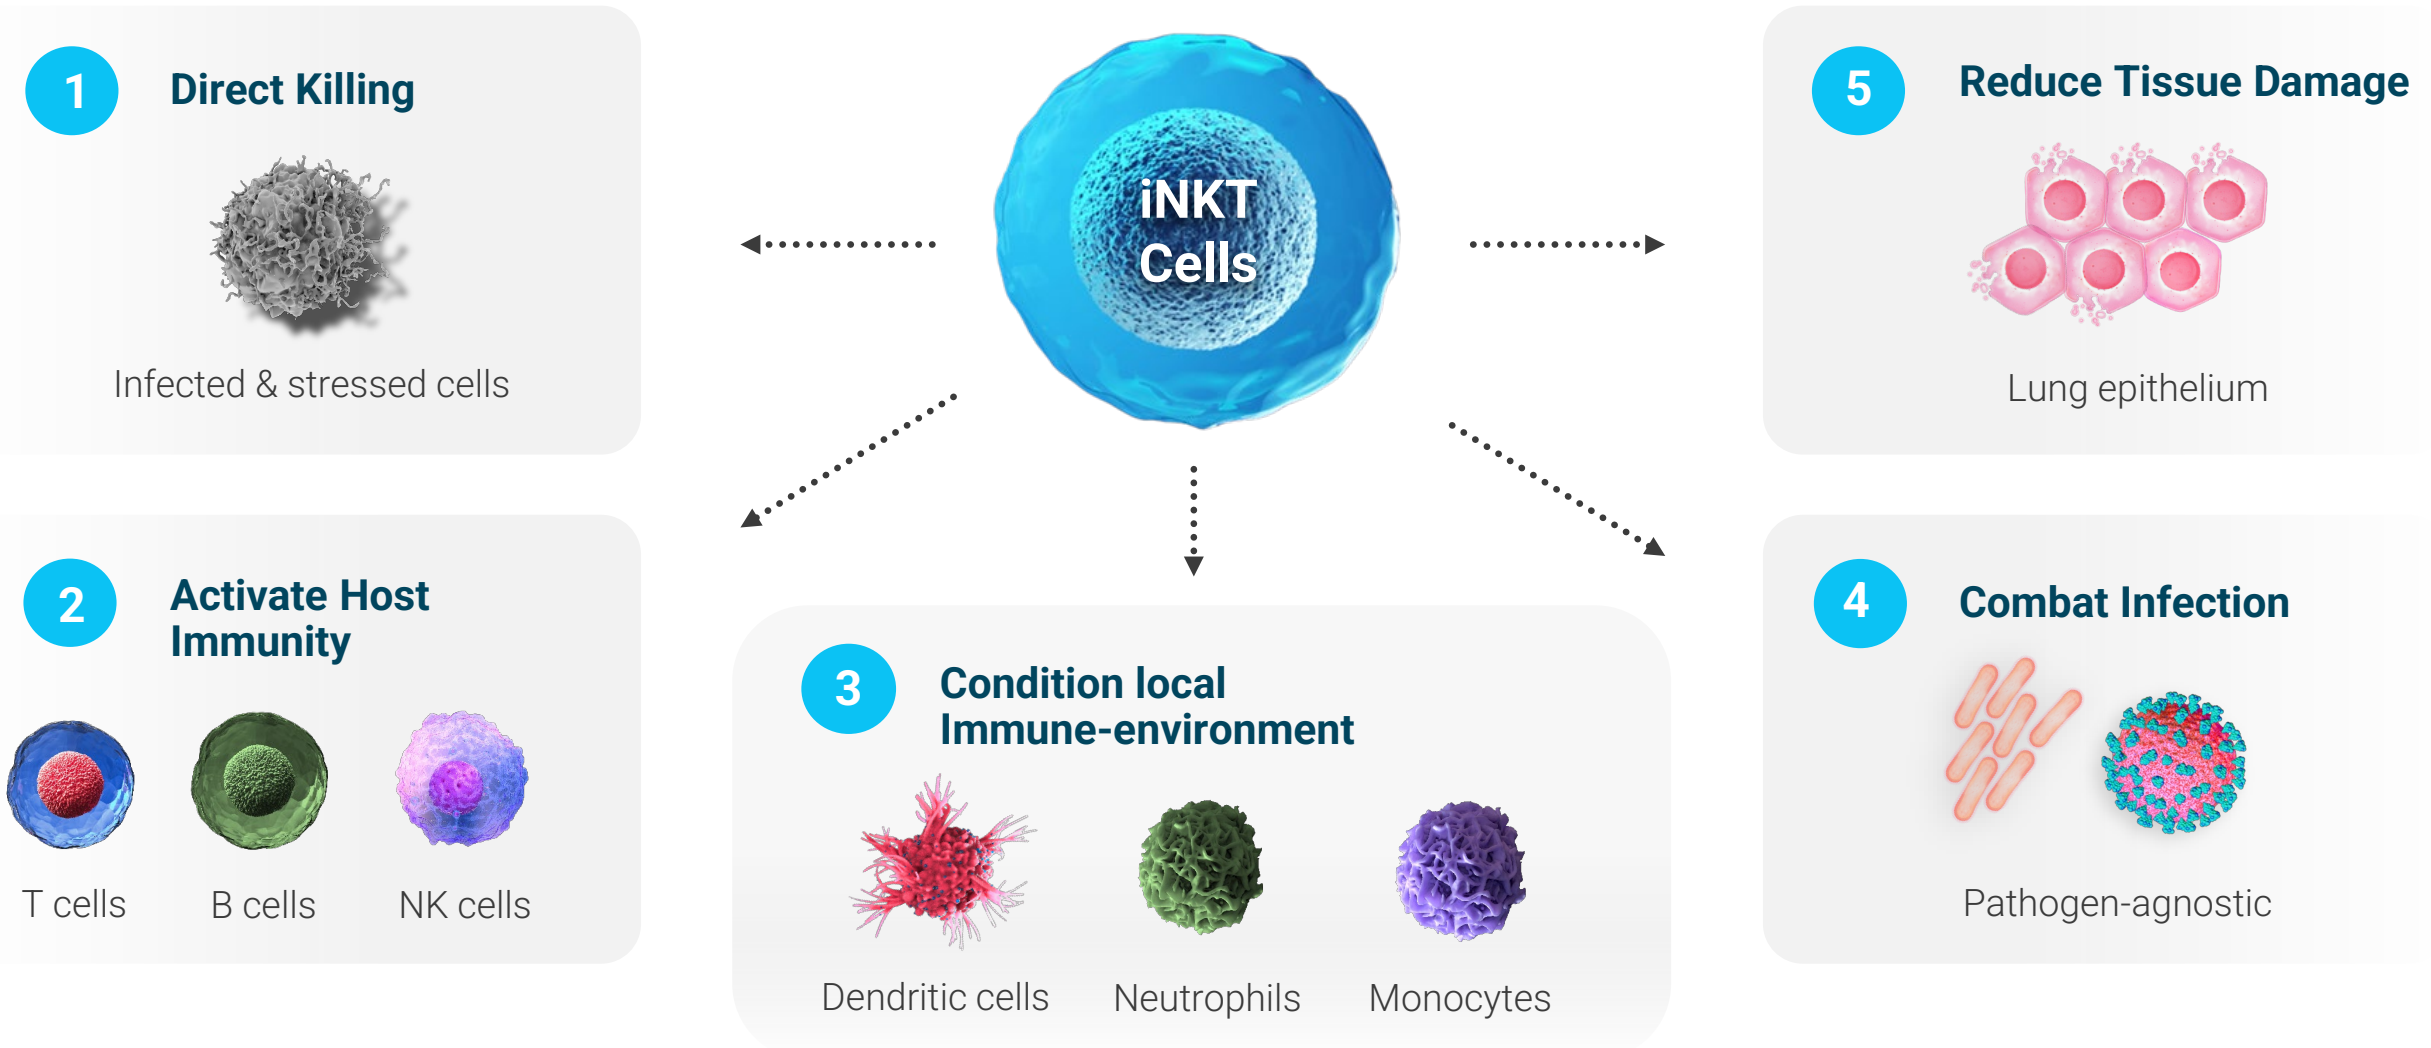 1
Direct Killing
Infected & stressed cells
2
Activate Host
Immunity
T cells
B cells
NK cells
iNKT
Cells
3
Condition local
Immune-environment
Dendritic cells
Neutrophils
Monocytes
4
Combat Infection
Pathogen-agnostic
5
Reduce Tissue Damage
Lung epithelium